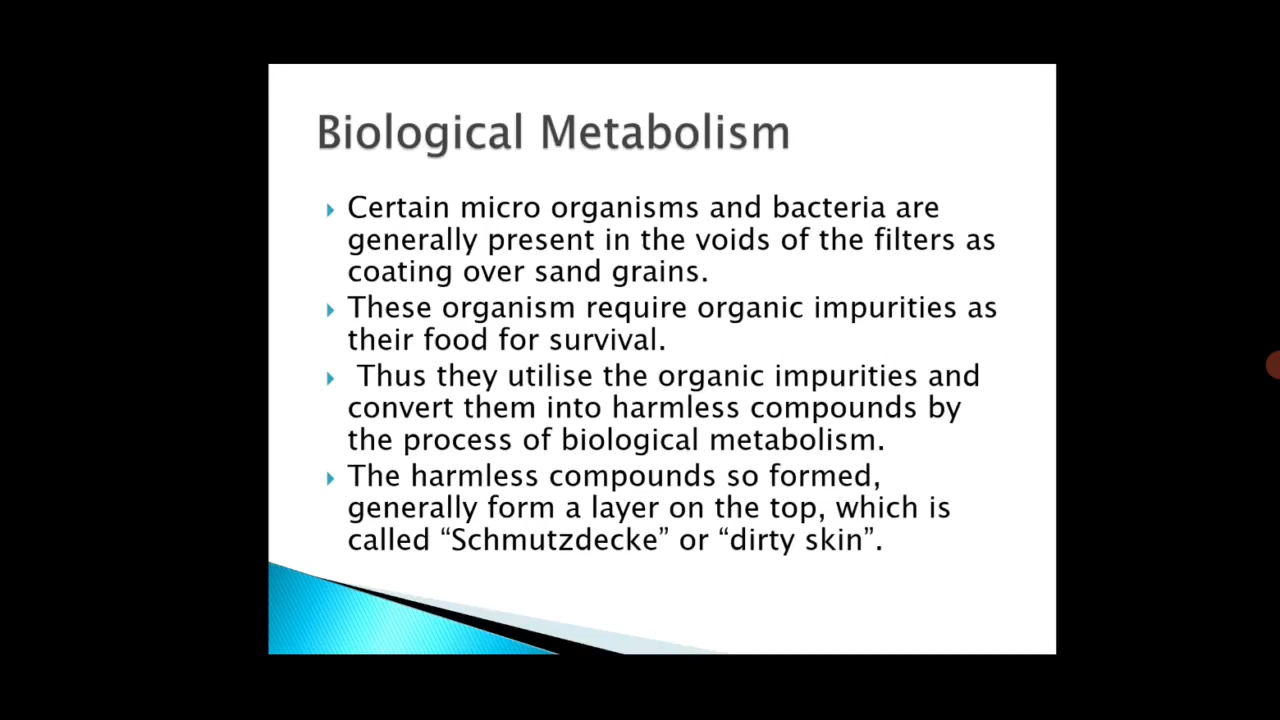 Biological Metabolism
Certain micro organisms and bacteria are
generally present in the voids of the filters as
coating over sand grains.
These organism require organic impurities as
their food for survival.
Thus they utilise the organic impurities and
convert them into harmless compounds by
the process of biological metabolism.
The harmless compounds so formed,
generally form a layer on the top, which is
called “Schmutzdecke” or “dirty skin”.